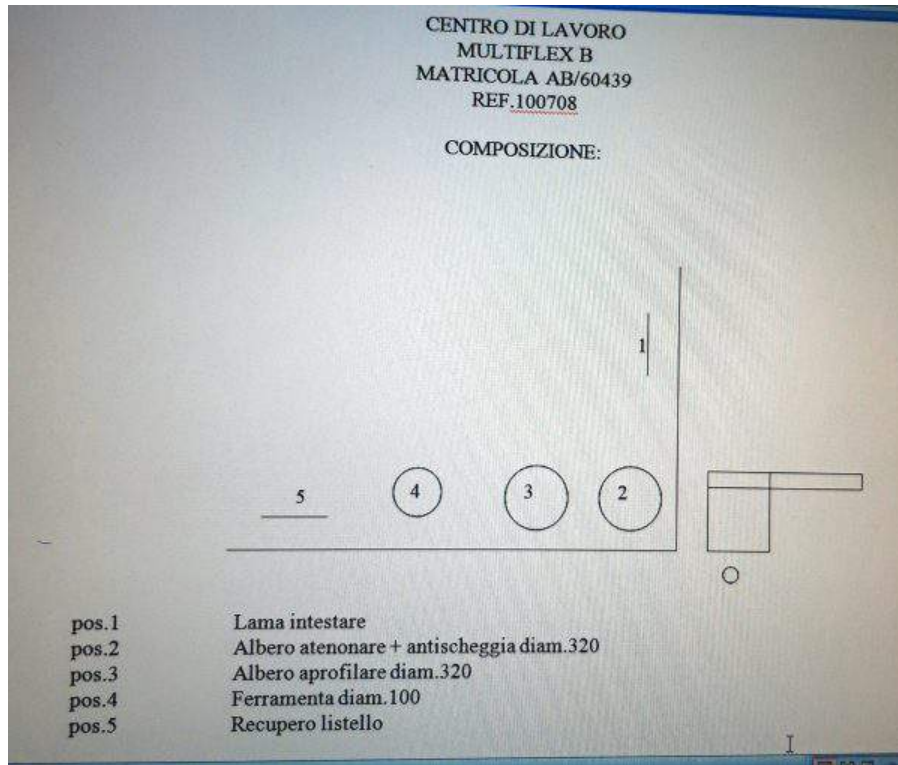 CENTRO DI LAVORO
MULTIFLEX B
MATRICOLA AB/60439
REF.100708
COMPOSIZIONE:
1
5 4 3 2
pos.1 Lama intestare
pos.2 Albero atenonare + antischeggia diam.320
pos.3 Albero aprofilare diam.320
pos.4 Ferramenta diam.100
pos.5 Recupero listello